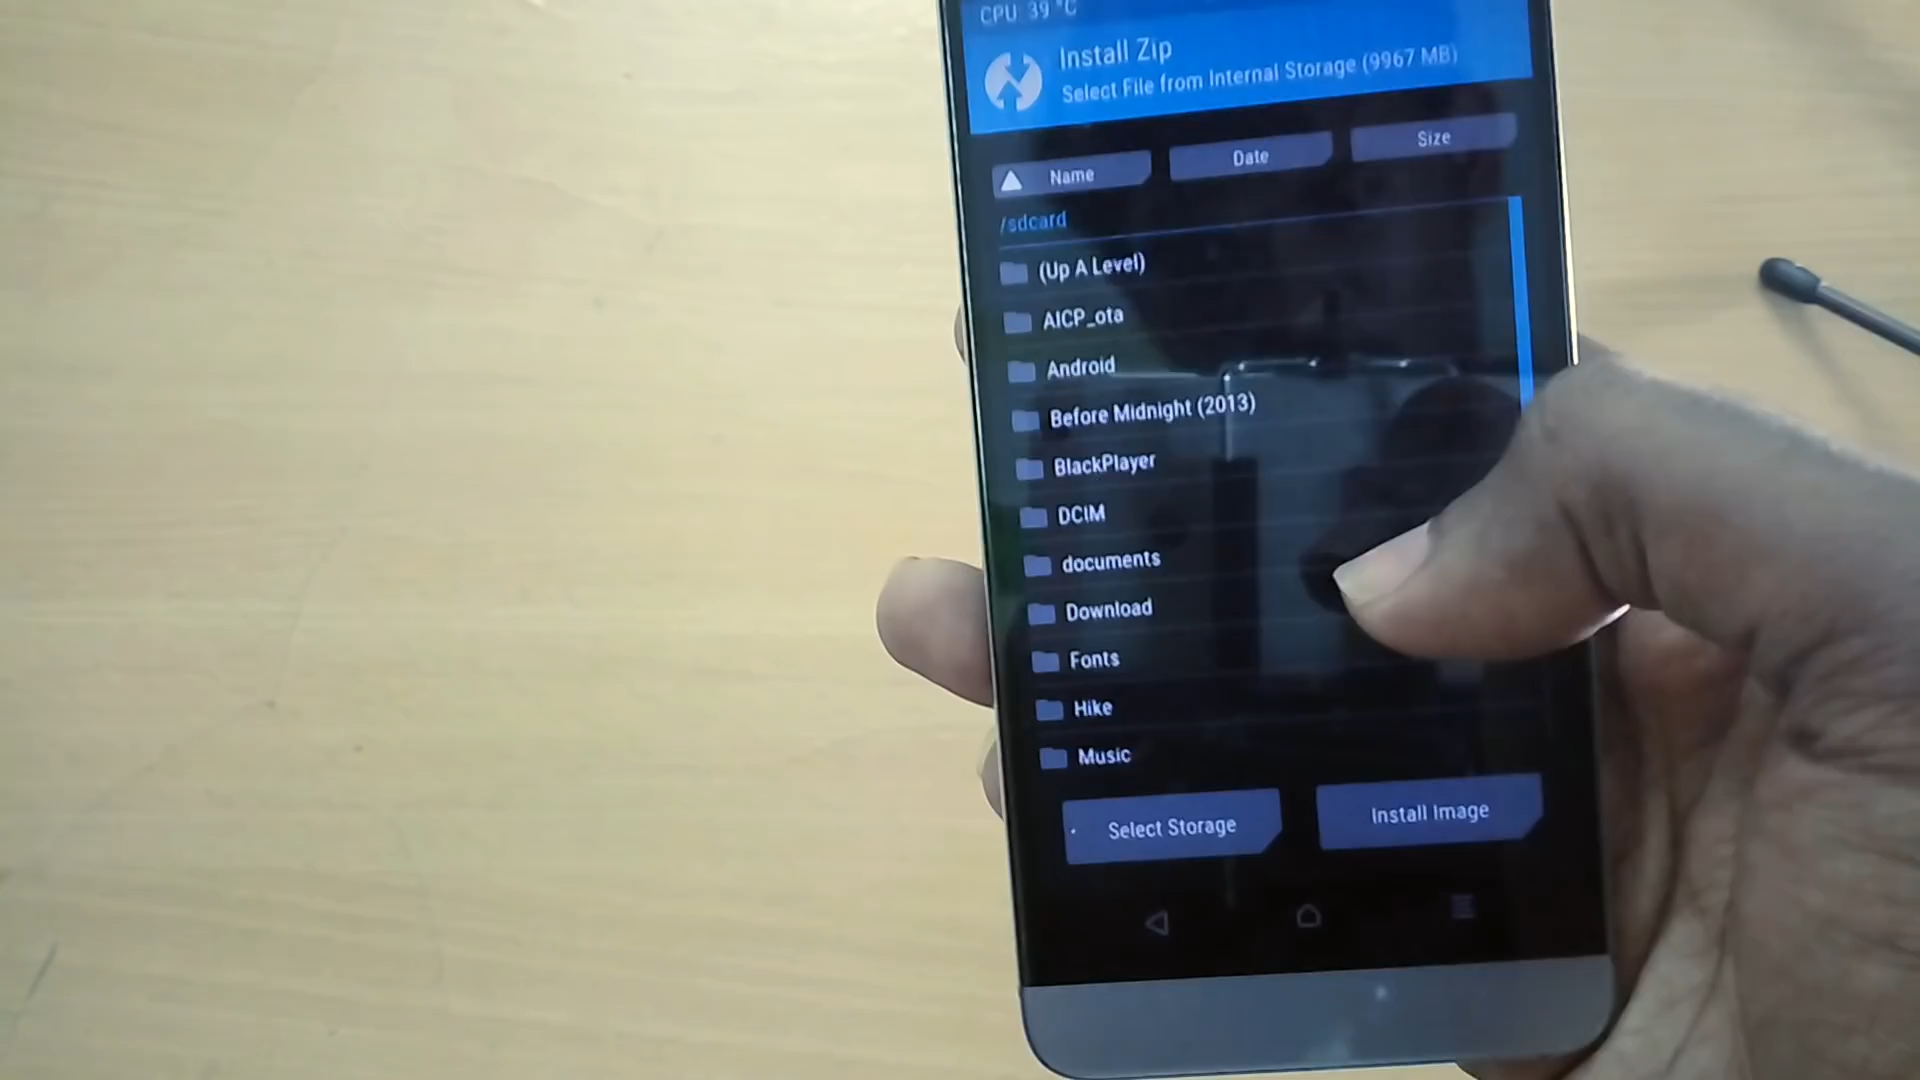 CPU: 39 °C
Install Zip
Select File from Internal Storage (9967 MB)
Name
Date
Size
/sdcard
(Up A Level)
AICP_ota
Android
Before Midnight (2013)
BlackPlayer
DCIM
documents
Download
Fonts
Hike
Music
Select Storage
Install Image